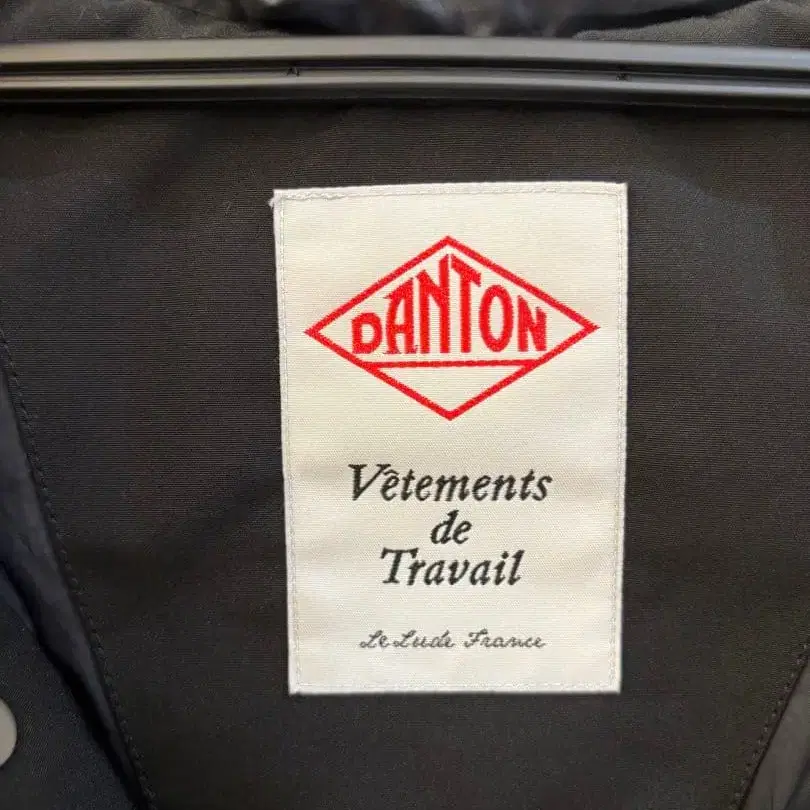 DANTON
Vêtements
de
Travail
Le Lude France